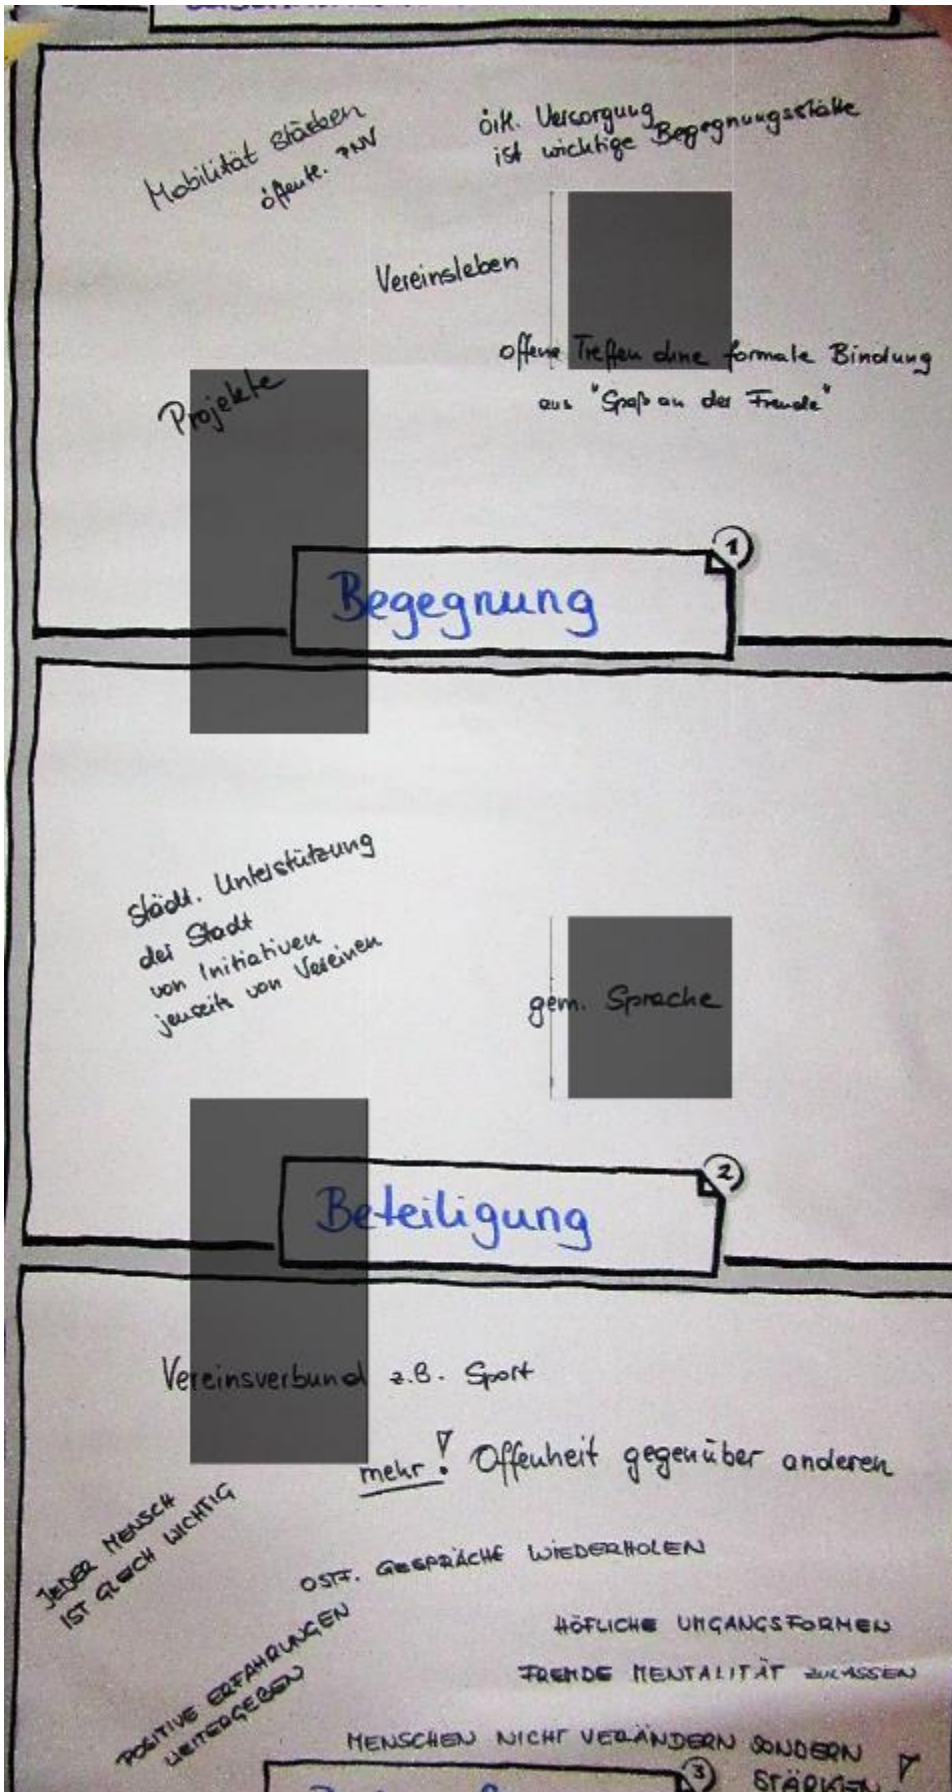 Mobilität stärken
öffentl. PNV
örtl. Versorgung
ist wichtige Begegnungsstätte
Vereinsleben
offene Treffen ohne formale Bindung
aus "Spaß an der Freude"
Projekte
1
Begegnung
städt. Unterstützung
der Stadt
von Initiativen
jenseits von Vereinen
gem. Sprache
2
Beteiligung
Vereinsverbund z.B. Sport
mehr! Offenheit gegenüber anderen
JEDER MENSCH
IST GLEICH WICHTIG
OSTF. GESPRÄCHE WIEDERHOLEN
HÖFLICHE UMGANGSFORMEN
FREMDE MENTALITÄT ZULASSEN
POSITIVE ERFAHRUNGEN
WEITERGEBEN
MENSCHEN NICHT VERÄNDERN SONDERN
STÄRKEN!
3